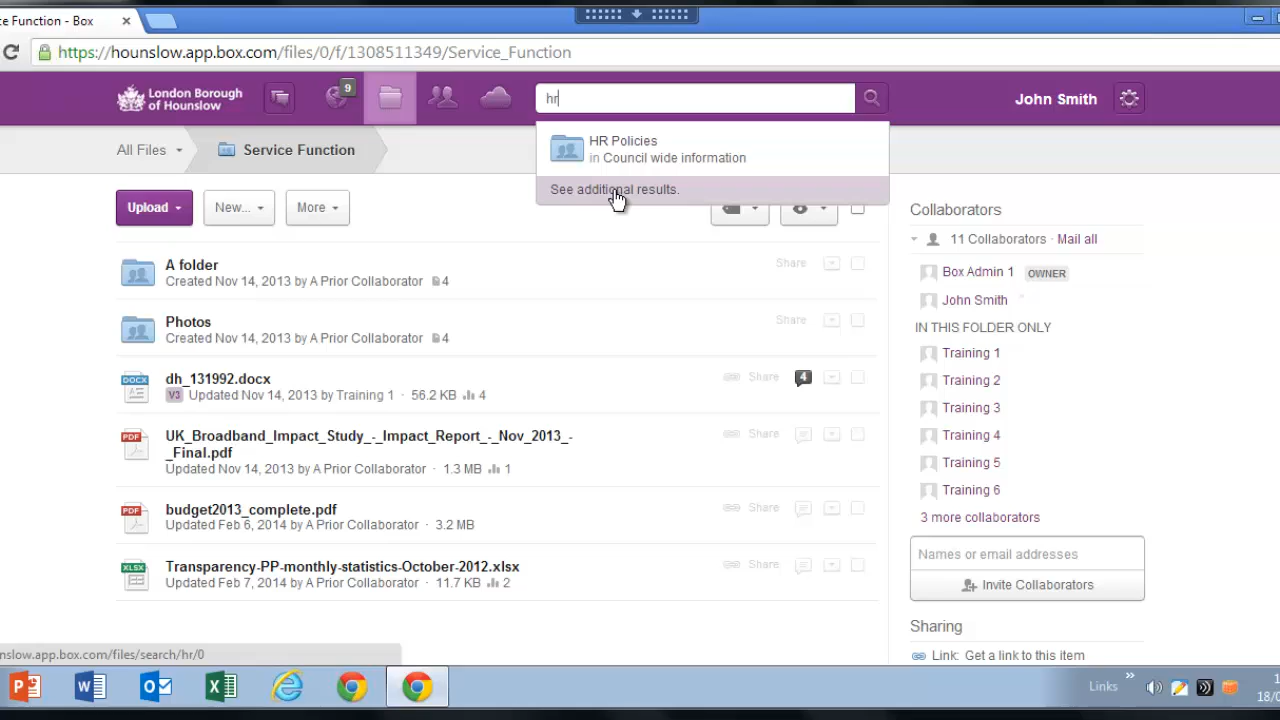 ce Function - Box
https://hounslow.app.box.com/files/0/f/1308511349/Service_Function
London Borough
of Hounslow
9
hr
John Smith
HR Policies
in Council wide information
See additional results.
All Files
Service Function
Upload
New...
More
A folder
Created Nov 14, 2013 by A Prior Collaborator 4
Share
Photos
Created Nov 14, 2013 by A Prior Collaborator 4
Share
dh_131992.docx
V3 Updated Nov 14, 2013 by Training 1 · 56.2 KB 4
Share
4
DOCX
UK_Broadband_Impact_Study_-_Impact_Report_-_Nov_2013_-
_Final.pdf
Updated Nov 14, 2013 by A Prior Collaborator · 1.3 MB 1
Share
PDF
budget2013_complete.pdf
Updated Feb 6, 2014 by A Prior Collaborator · 3.2 MB
Share
PDF
Transparency-PP-monthly-statistics-October-2012.xlsx
Updated Feb 7, 2014 by A Prior Collaborator · 11.7 KB 2
Share
XLSX
Collaborators
11 Collaborators · Mail all
Box Admin 1 OWNER
John Smith
IN THIS FOLDER ONLY
Training 1
Training 2
Training 3
Training 4
Training 5
Training 6
3 more collaborators
Names or email addresses
Invite Collaborators
Sharing
Link: Get a link to this item
unslow.app.box.com/files/search/hr/0
Links
1
18/0